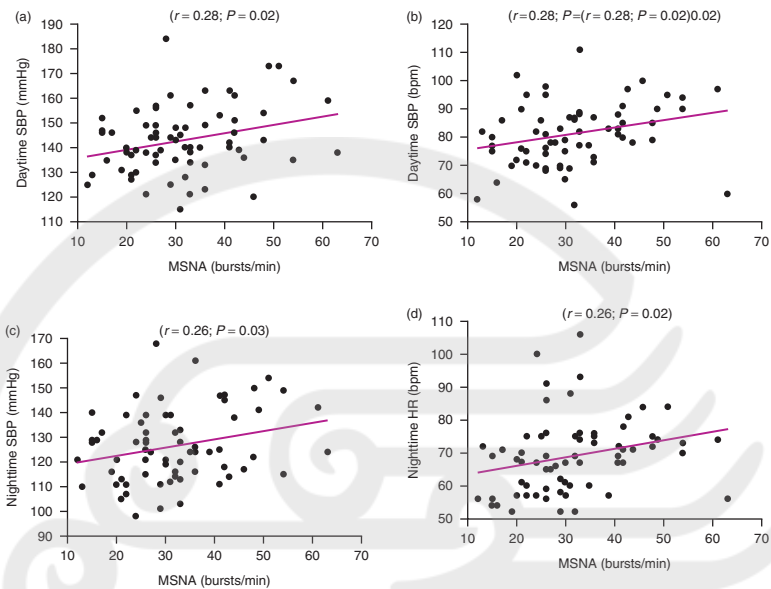 (a)
(r = 0.28; P = 0.02)
190
180
170
160
150
140
130
120
110
Daytime SBP (mmHg)
10 20 30 40 50 60 70
MSNA (bursts/min)
(b)
(r=0.28; P=(r = 0.28; P = 0.02)0.02)
120
110
100
90
80
70
60
50
Daytime SBP (bpm)
10 20 30 40 50 60 70
MSNA (bursts/min)
(c)
(r = 0.26; P = 0.03)
170
160
150
140
130
120
110
100
90
Nighttime SBP (mmHg)
10 20 30 40 50 60 70
MSNA (bursts/min)
(d)
(r = 0.26; P = 0.02)
110
100
90
80
70
60
50
Nighttime HR (bpm)
10 20 30 40 50 60 70
MSNA (bursts/min)